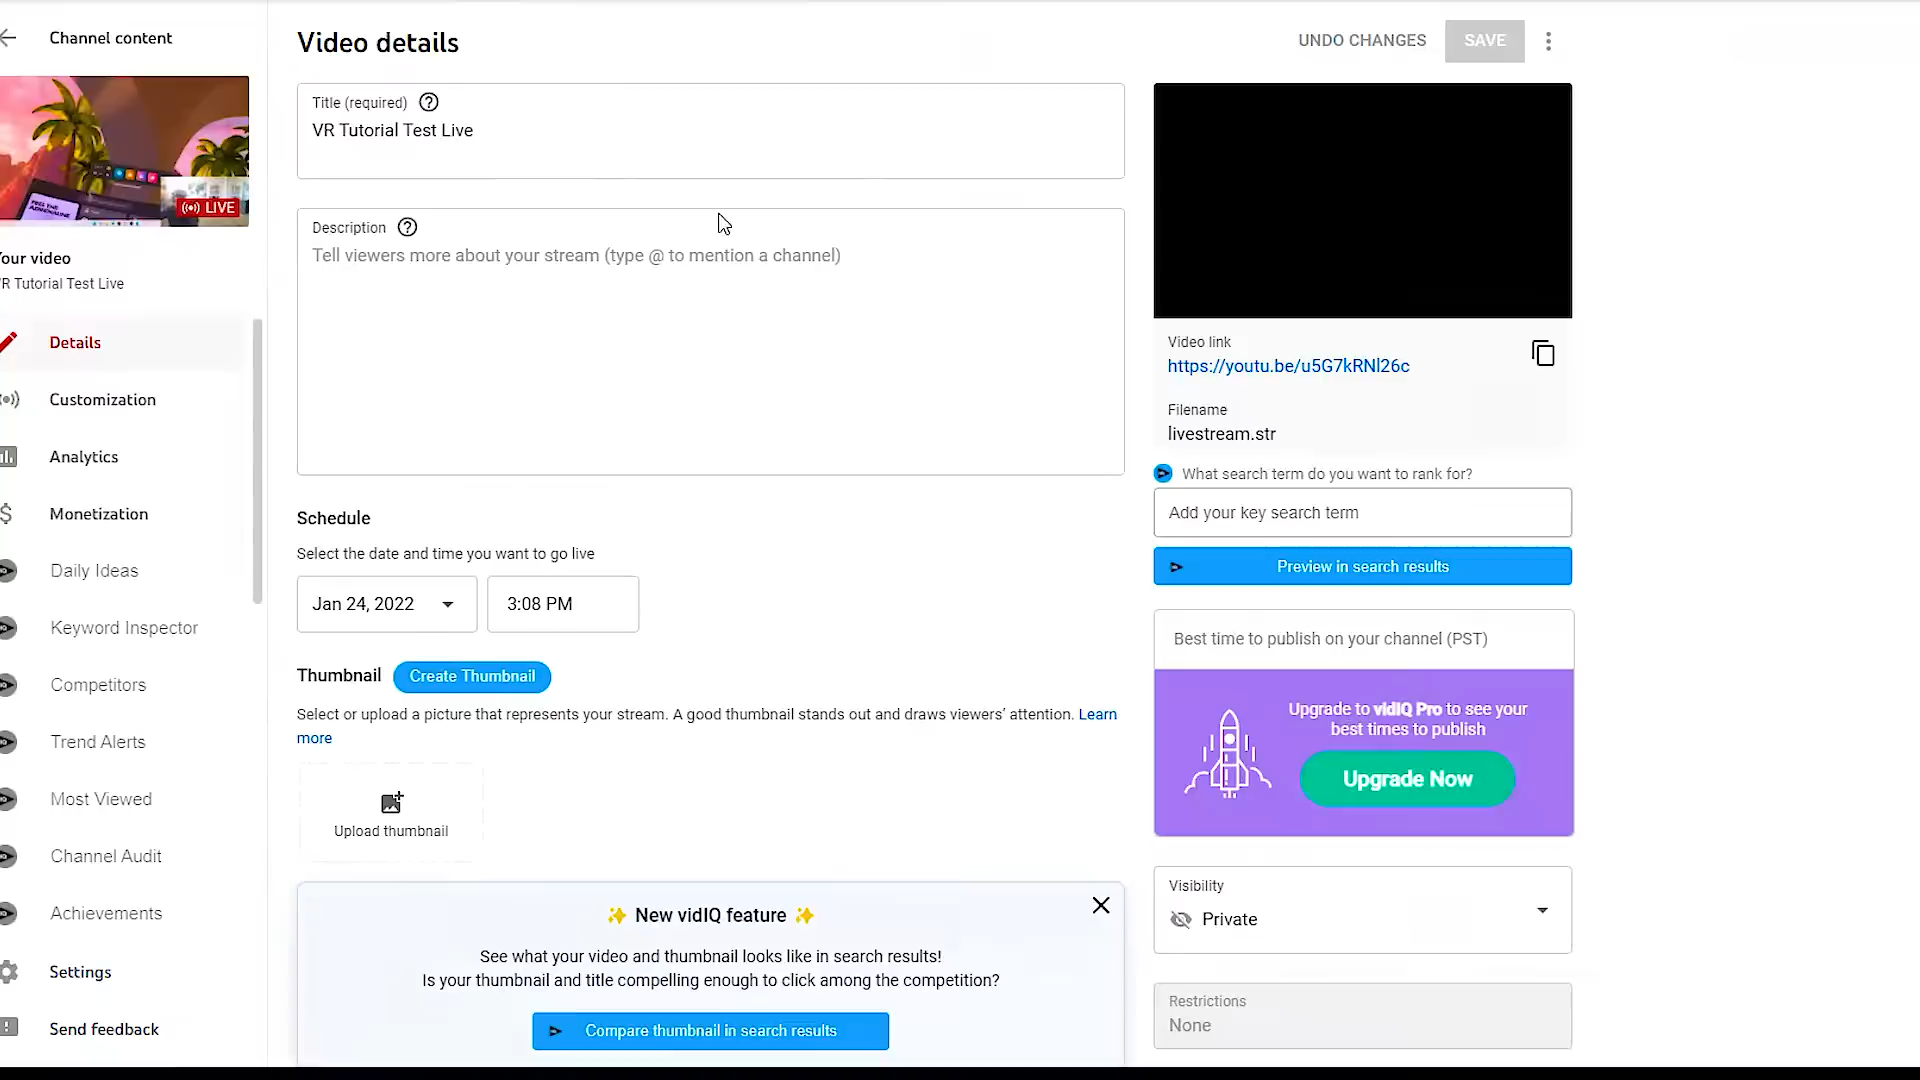 Channel content
Video details
UNDO CHANGES
SAVE
FEEL THE
ADRENALINE
LIVE
Your video
VR Tutorial Test Live
Details
Customization
Analytics
Monetization
Daily Ideas
Keyword Inspector
Competitors
Trend Alerts
Most Viewed
Channel Audit
Achievements
Settings
Send feedback
Title (required)
VR Tutorial Test Live
Description
Tell viewers more about your stream (type @ to mention a channel)
Schedule
Select the date and time you want to go live
Jan 24, 2022
3:08 PM
Thumbnail
Create Thumbnail
Select or upload a picture that represents your stream. A good thumbnail stands out and draws viewers’ attention. Learn
more
Upload thumbnail
✨ New vidIQ feature ✨
See what your video and thumbnail looks like in search results!
Is your thumbnail and title compelling enough to click among the competition?
Compare thumbnail in search results
Video link
https://youtu.be/u5G7kRNl26c
Filename
livestream.str
What search term do you want to rank for?
Add your key search term
Preview in search results
Best time to publish on your channel (PST)
Upgrade to vidIQ Pro to see your
best times to publish
Upgrade Now
Visibility
Private
Restrictions
None